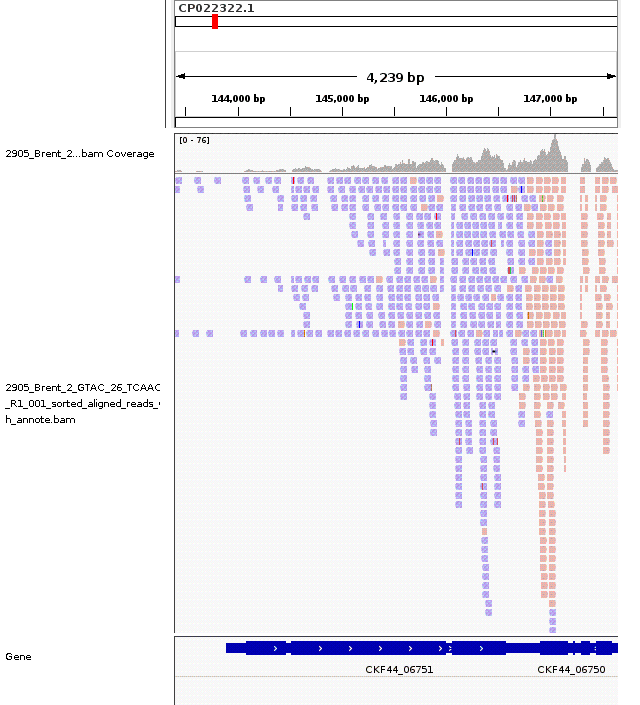 CP022322.1
4,239 bp
144,000 bp 145,000 bp 146,000 bp 147,000 bp
[0 - 76]
2905_Brent_2...bam Coverage
2905_Brent_2_GTAC_26_TCAAC
_R1_001_sorted_aligned_reads_
h_annote.bam
Gene
CKF44_06751 CKF44_06750